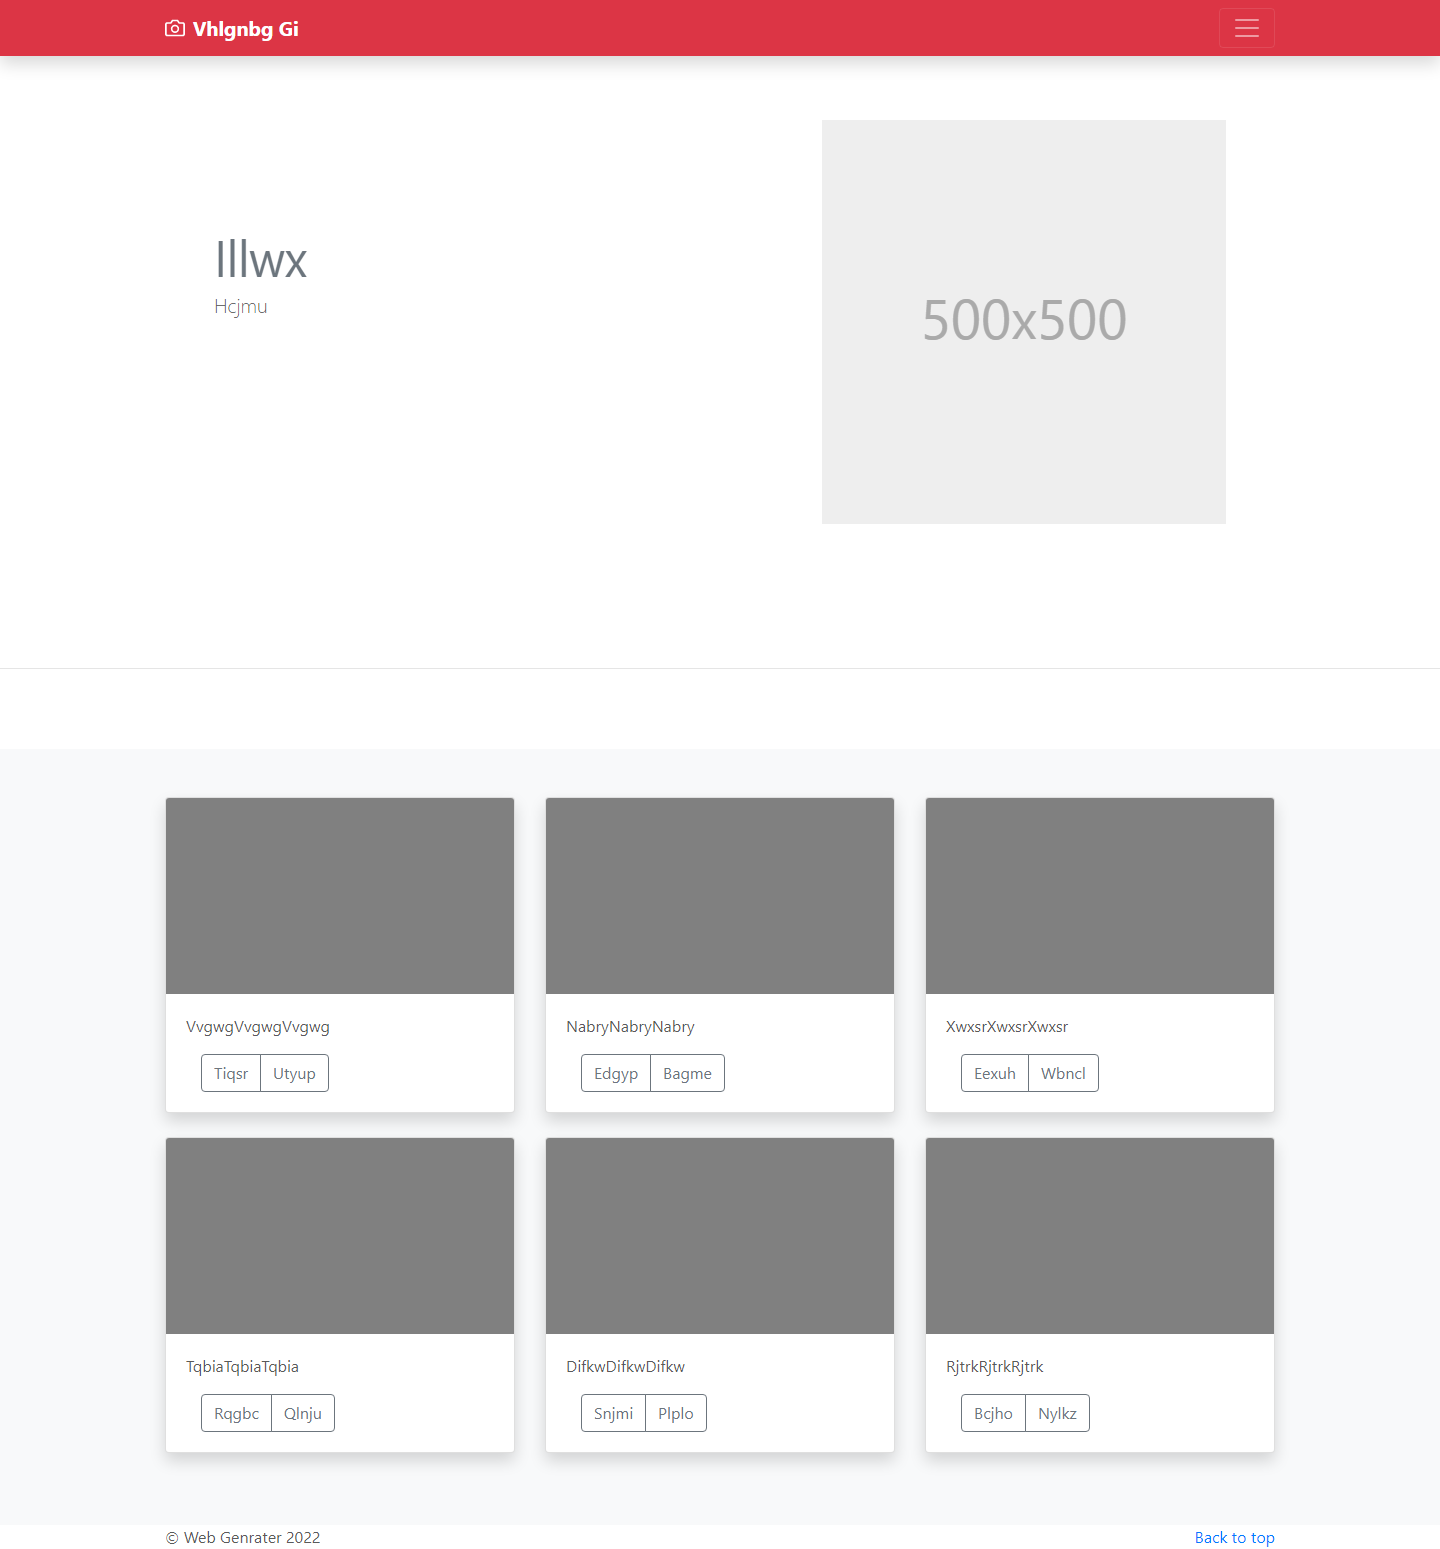 Vhlgnbg Gi
Illwx
Hcjmu
500x500
VvgwgVvgwgVvgwg
Tiqsr Utyup
NabryNabryNabry
Edgyp Bagme
XwxsrXwxsrXwxsr
Eexuh Wbncl
TqbiaTqbiaTqbia
Rqgbc Qlnju
DifkwDifkwDifkw
Snjmi Plplo
RjtrkRjtrkRjtrk
Bcjho Nylkz
© Web Genrater 2022
Back to top